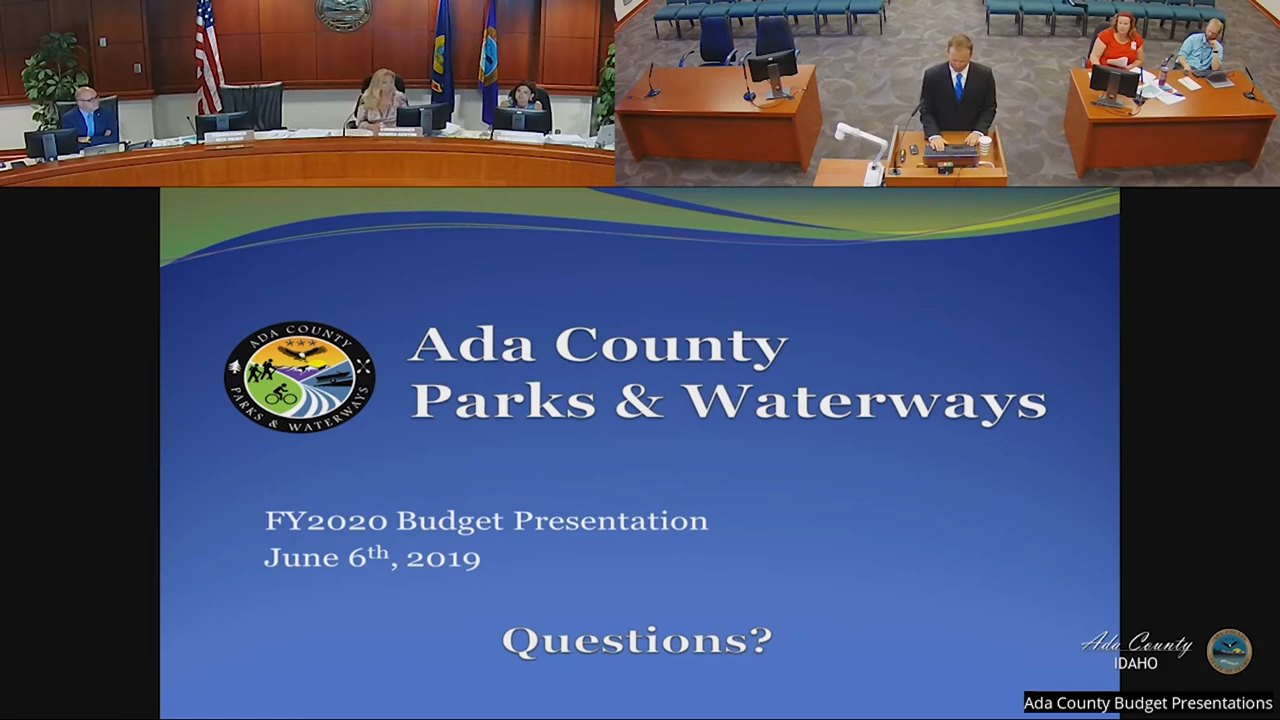 ADA COUNTY
PARKS & WATERWAYS
Ada County
Parks & Waterways
FY2020 Budget Presentation
June 6th, 2019
Questions?
Ada County
IDAHO
Ada County Budget Presentations